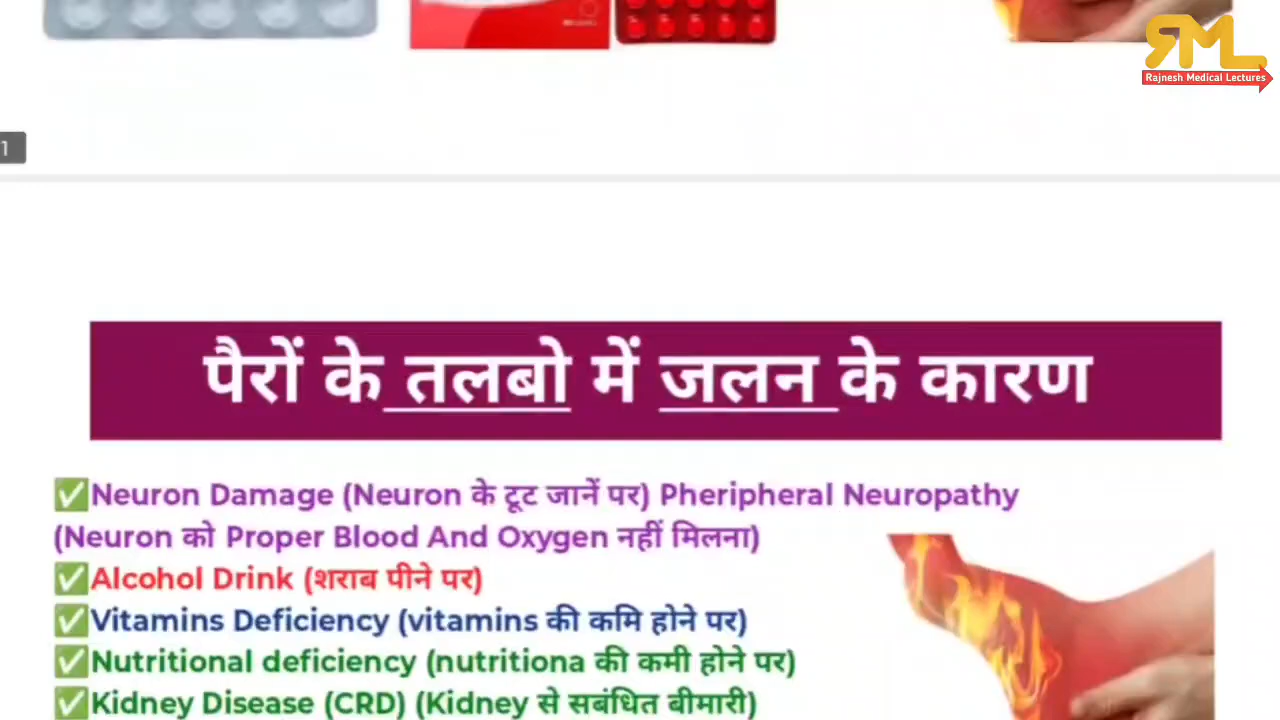 RML
Rajnesh Medical Lectures
1
पैरों के तलबो में जलन के कारण
✅Neuron Damage (Neuron के टूट जानें पर) Pheripheral Neuropathy
(Neuron को Proper Blood And Oxygen नहीं मिलना)
✅Alcohol Drink (शराब पीने पर)
✅Vitamins Deficiency (vitamins की कमि होने पर)
✅Nutritional deficiency (nutritiona की कमी होने पर)
✅Kidney Disease (CRD) (Kidney से सबंधित बीमारी)